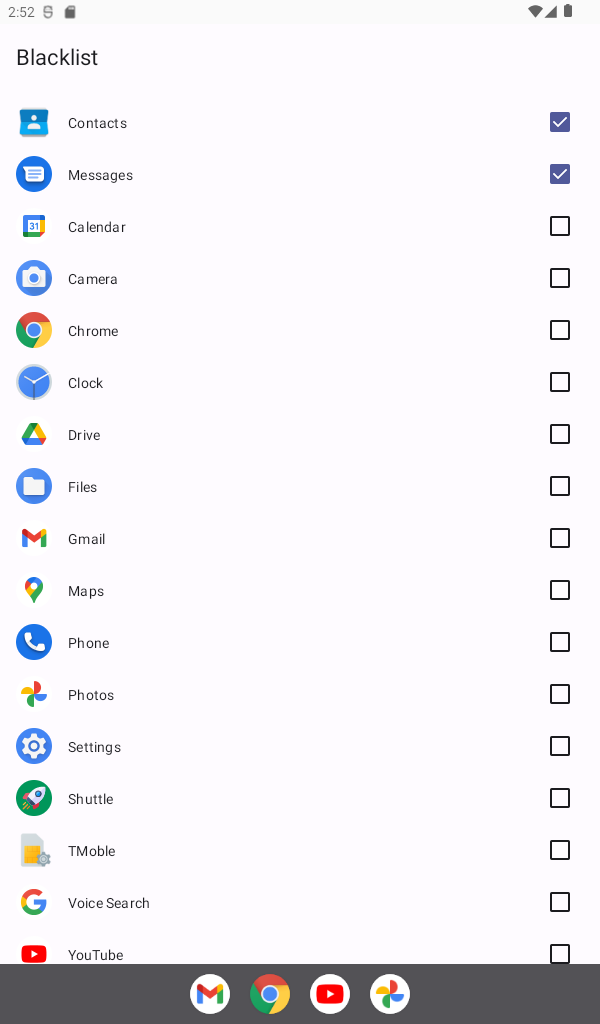 2:52
Blacklist
Contacts
Messages
31
Calendar
Camera
Chrome
Clock
Drive
Files
Gmail
Maps
Phone
Photos
Settings
Shuttle
TMoble
Voice Search
YouTube